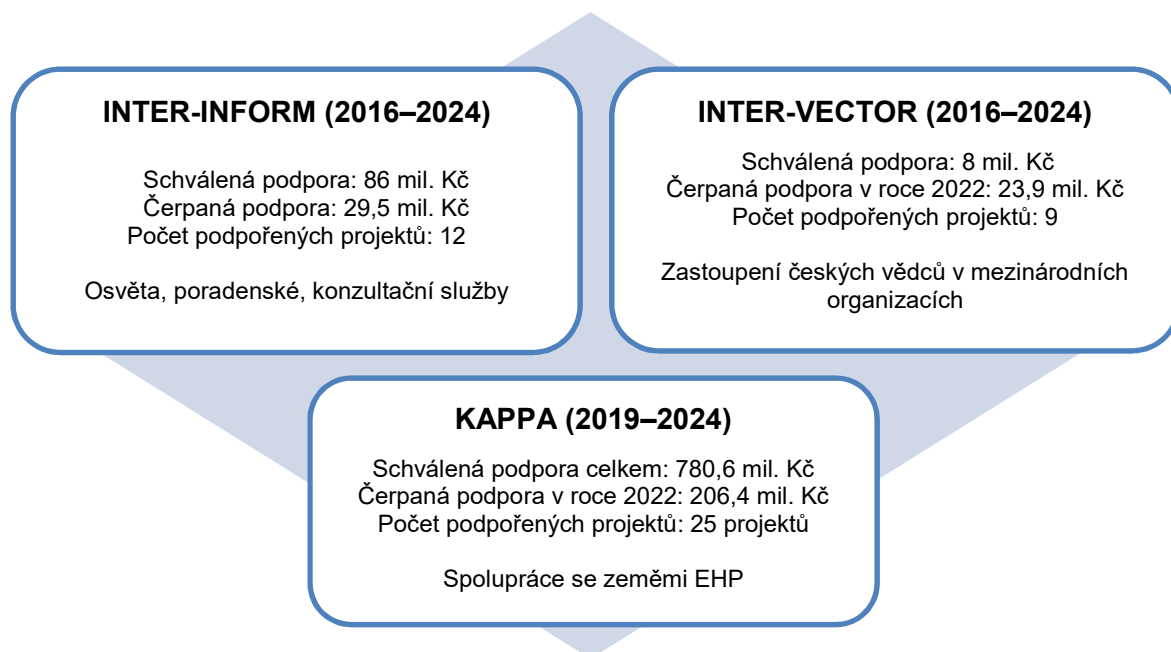 INTER-INFORM (2016–2024)
Schválená podpora: 86 mil. Kč
Čerpaná podpora: 29,5 mil. Kč
Počet podpořených projektů: 12
Osvěta, poradenské, konzultační služby
INTER-VECTOR (2016–2024)
Schválená podpora: 8 mil. Kč
Čerpaná podpora v roce 2022: 23,9 mil. Kč
Počet podpořených projektů: 9
Zastoupení českých vědců v mezinárodních
organizacích
KAPPA (2019–2024)
Schválená podpora celkem: 780,6 mil. Kč
Čerpaná podpora v roce 2022: 206,4 mil. Kč
Počet podpořených projektů: 25 projektů
Spolupráce se zeměmi EHP